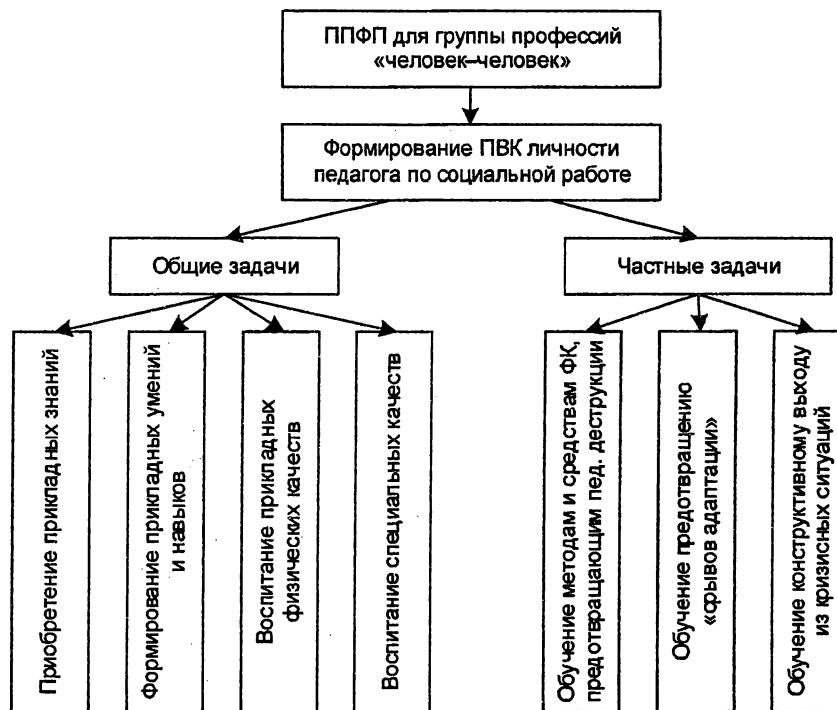 ППФП для группы профессий
«человек–человек»
Формирование ПВК личности
педагога по социальной работе
Общие задачи
Частные задачи
Приобретение прикладных знаний
Формирование прикладных умений
и навыков
Воспитание прикладных
физических качеств
Воспитание специальных качеств
Обучение методам и средствам ФК,
предотвращающим пед. деструкции
Обучение предотвращению
«срывов адаптации»
Обучение конструктивному выходу
из кризисных ситуаций